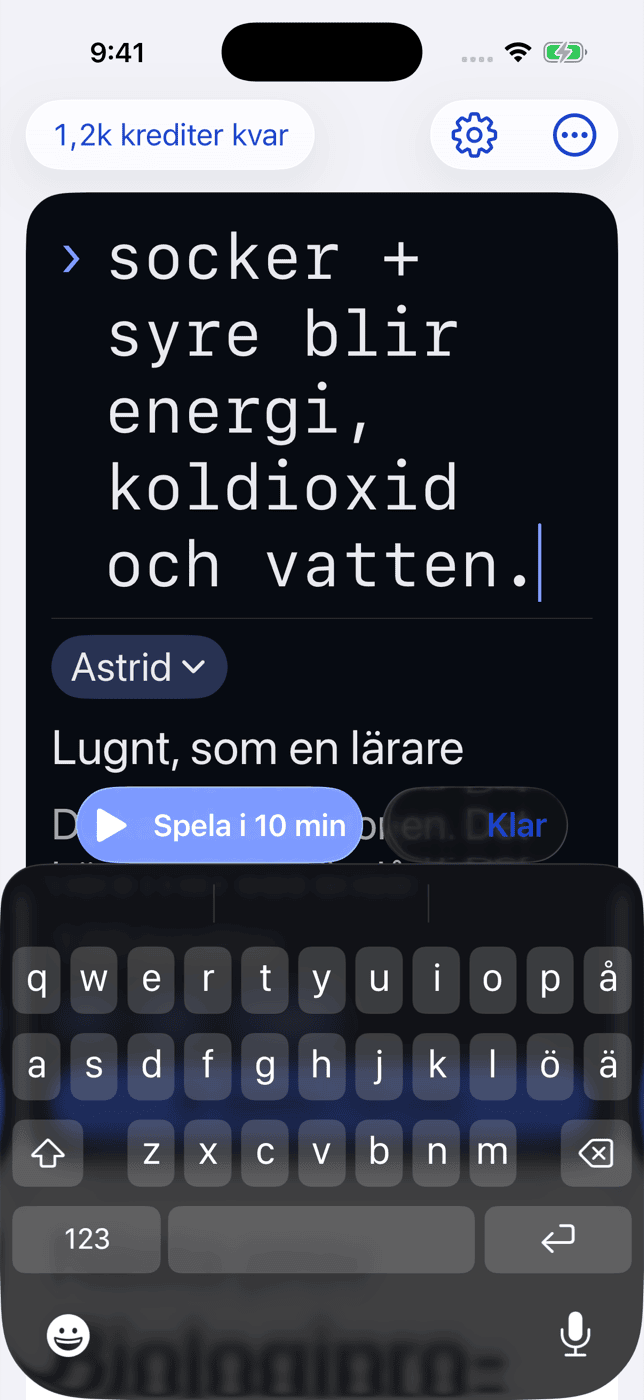 9:41
1,2k krediter kvar
› socker +
syre blir
energi,
koldioxid
och vatten.
Astrid
Lugnt, som en lärare
Spela i 10 min
Klar
q w e r t y u i o p å
a s d f g h j k l ö ä
z x c v b n m
123